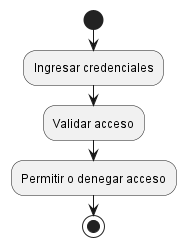 Ingresar credenciales
Validar acceso
Permitir o denegar acceso